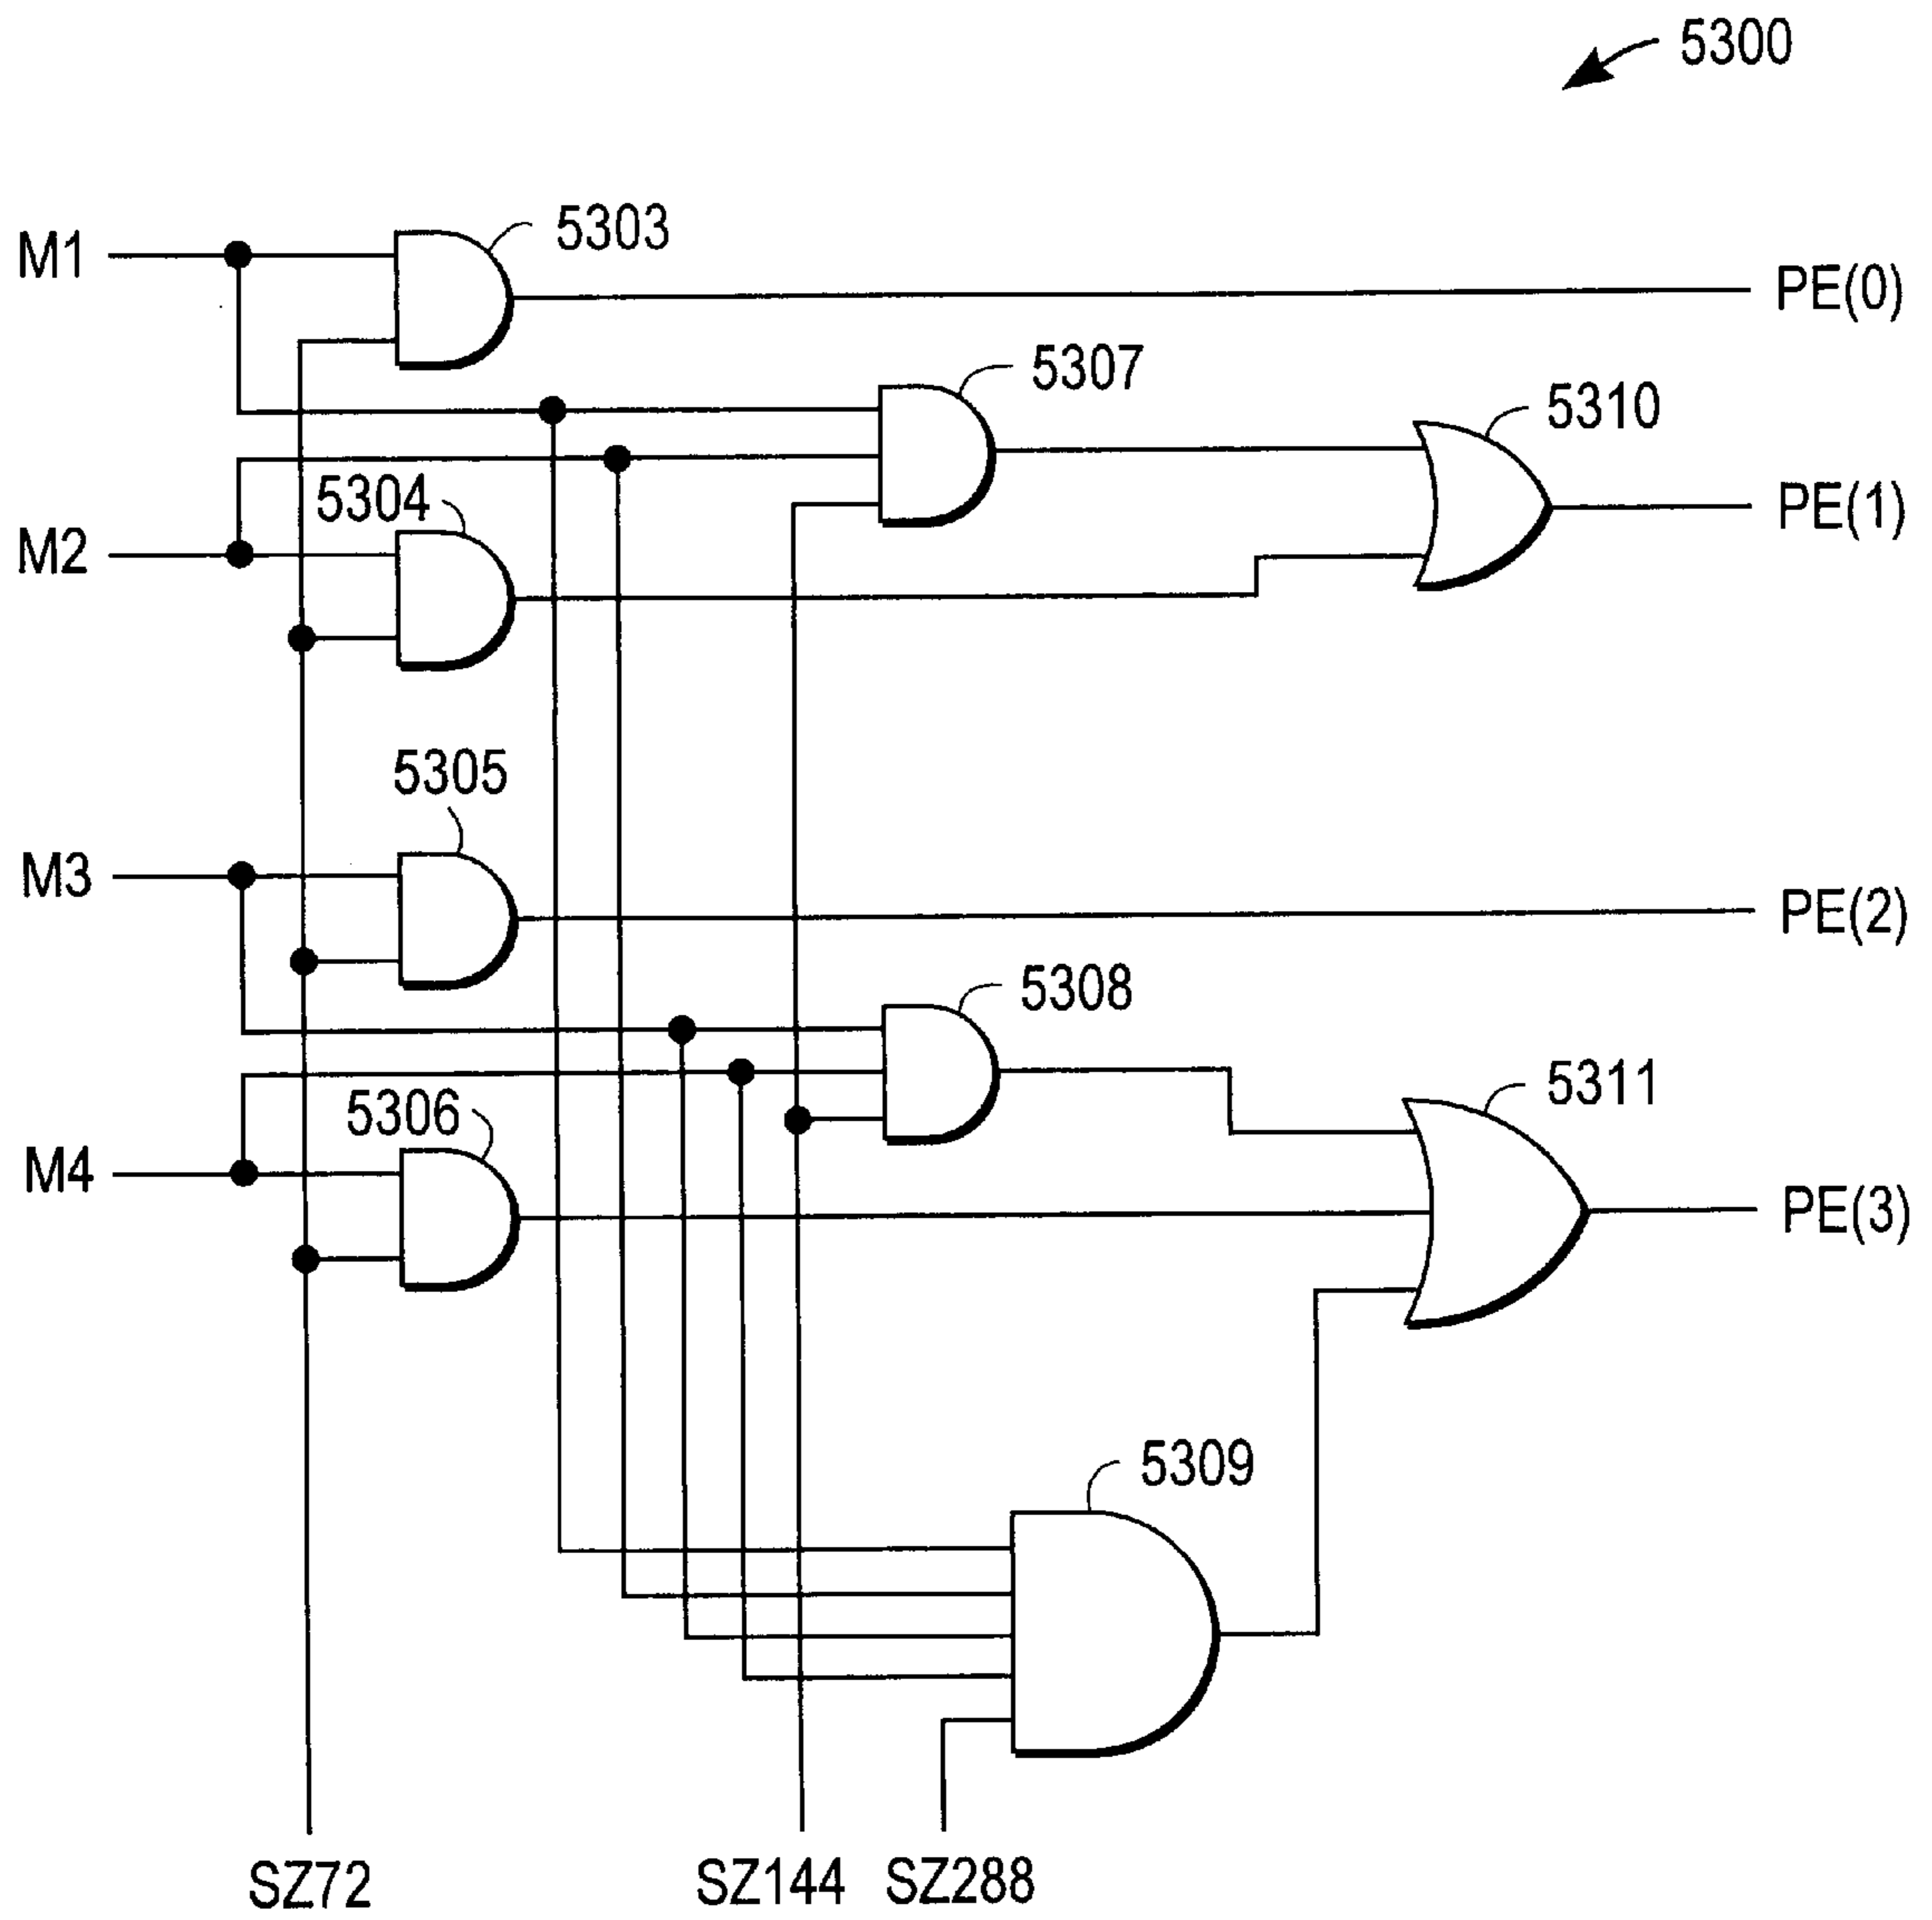 5300
M1
5303
PE(0)
5307
5310
5304
PE(1)
M2
5305
M3
PE(2)
5308
5306
5311
M4
PE(3)
5309
SZ72
SZ144
SZ288